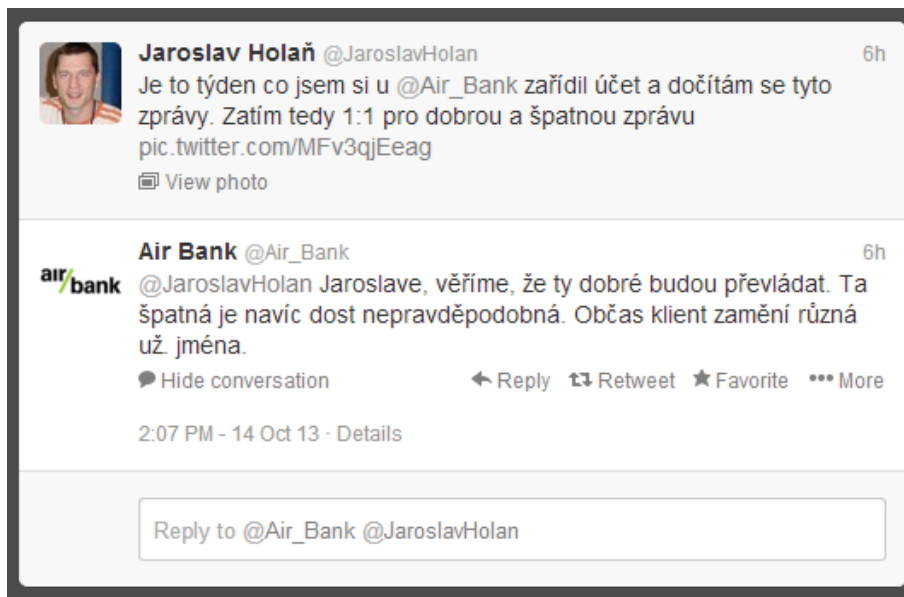 Jaroslav Holaň @JaroslavHolan 6h
Je to týden co jsem si u @Air_Bank zařídil účet a dočítám se tyto
zprávy. Zatím tedy 1:1 pro dobrou a špatnou zprávu
pic.twitter.com/MFv3qjEeag
View photo
Air Bank @Air_Bank 6h
air bank
@JaroslavHolan Jaroslave, věříme, že ty dobré budou převládat. Ta
špatná je navíc dost nepravděpodobná. Občas klient zamění různá
už. jména.
Hide conversation Reply Retweet Favorite More
2:07 PM - 14 Oct 13 · Details
Reply to @Air_Bank @JaroslavHolan